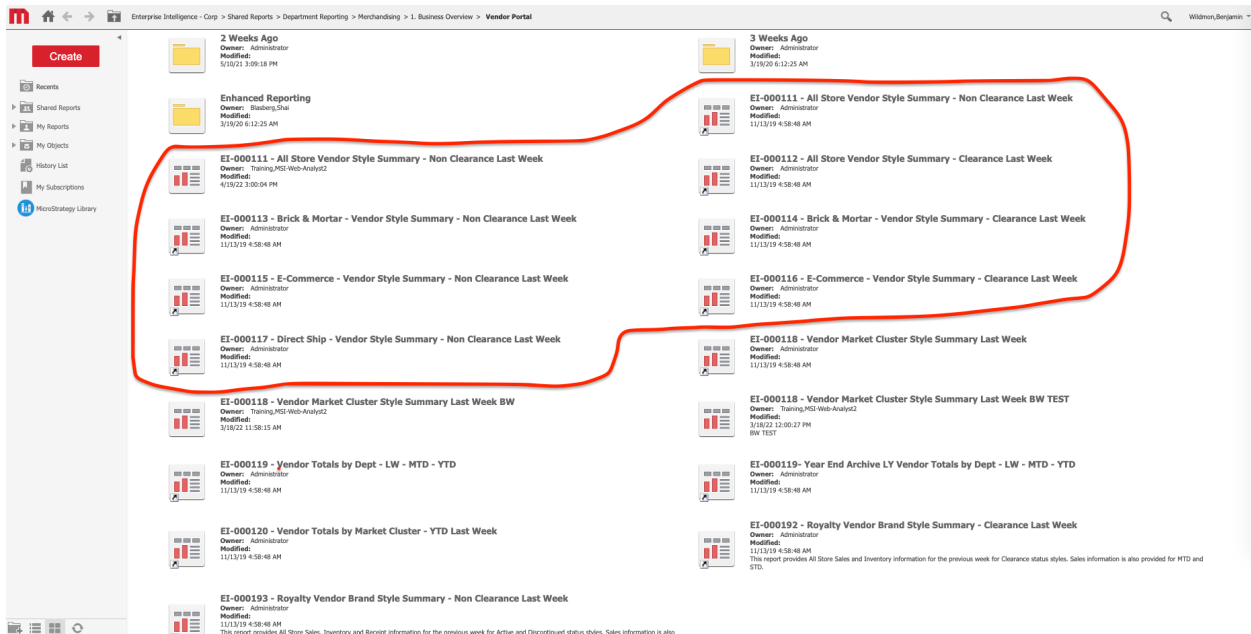 Enterprise Intelligence - Corp > Shared Reports > Department Reporting > Merchandising > 1. Business Overview > Vendor Portal
Wildmon,Benjamin
Create
Recents
Shared Reports
My Reports
My Objects
History List
My Subscriptions
MicroStrategy Library
2 Weeks Ago
Owner: Administrator
Modified:
5/10/21 3:09:18 PM
3 Weeks Ago
Owner: Administrator
Modified:
3/19/20 6:12:25 AM
Enhanced Reporting
Owner: Blasberg,Shai
Modified:
3/19/20 6:12:25 AM
EI-000111 - All Store Vendor Style Summary - Non Clearance Last Week
Owner: Administrator
Modified:
11/13/19 4:58:48 AM
EI-000111 - All Store Vendor Style Summary - Non Clearance Last Week
Owner: Training,MSI-Web-Analyst2
Modified:
4/19/22 3:00:04 PM
EI-000112 - All Store Vendor Style Summary - Clearance Last Week
Owner: Administrator
Modified:
11/13/19 4:58:48 AM
EI-000113 - Brick & Mortar - Vendor Style Summary - Non Clearance Last Week
Owner: Administrator
Modified:
11/13/19 4:58:48 AM
EI-000114 - Brick & Mortar - Vendor Style Summary - Clearance Last Week
Owner: Administrator
Modified:
11/13/19 4:58:48 AM
EI-000115 - E-Commerce - Vendor Style Summary - Non Clearance Last Week
Owner: Administrator
Modified:
11/13/19 4:58:48 AM
EI-000116 - E-Commerce - Vendor Style Summary - Clearance Last Week
Owner: Administrator
Modified:
11/13/19 4:58:48 AM
EI-000117 - Direct Ship - Vendor Style Summary - Non Clearance Last Week
Owner: Administrator
Modified:
11/13/19 4:58:48 AM
EI-000118 - Vendor Market Cluster Style Summary Last Week
Owner: Administrator
Modified:
11/13/19 4:58:48 AM
EI-000118 - Vendor Market Cluster Style Summary Last Week BW
Owner: Training,MSI-Web-Analyst2
Modified:
3/18/22 11:58:15 AM
EI-000118 - Vendor Market Cluster Style Summary Last Week BW TEST
Owner: Training,MSI-Web-Analyst2
Modified:
3/18/22 12:00:27 PM
BW TEST
EI-000119 - Vendor Totals by Dept - LW - MTD - YTD
Owner: Administrator
Modified:
11/13/19 4:58:48 AM
EI-000119- Year End Archive LY Vendor Totals by Dept - LW - MTD - YTD
Owner: Administrator
Modified:
11/13/19 4:58:48 AM
EI-000120 - Vendor Totals by Market Cluster - YTD Last Week
Owner: Administrator
Modified:
11/13/19 4:58:48 AM
EI-000192 - Royalty Vendor Brand Style Summary - Clearance Last Week
Owner: Administrator
Modified:
11/13/19 4:58:48 AM
This report provides All Store Sales and Inventory information for the previous week for Clearance status styles. Sales information is also provided for MTD and
STD.
EI-000193 - Royalty Vendor Brand Style Summary - Non Clearance Last Week
Owner: Administrator
Modified:
11/13/19 4:58:48 AM
This report provides All Store Sales, Inventory and Receipt information for the previous week for Active and Discontinued status styles. Sales information is also